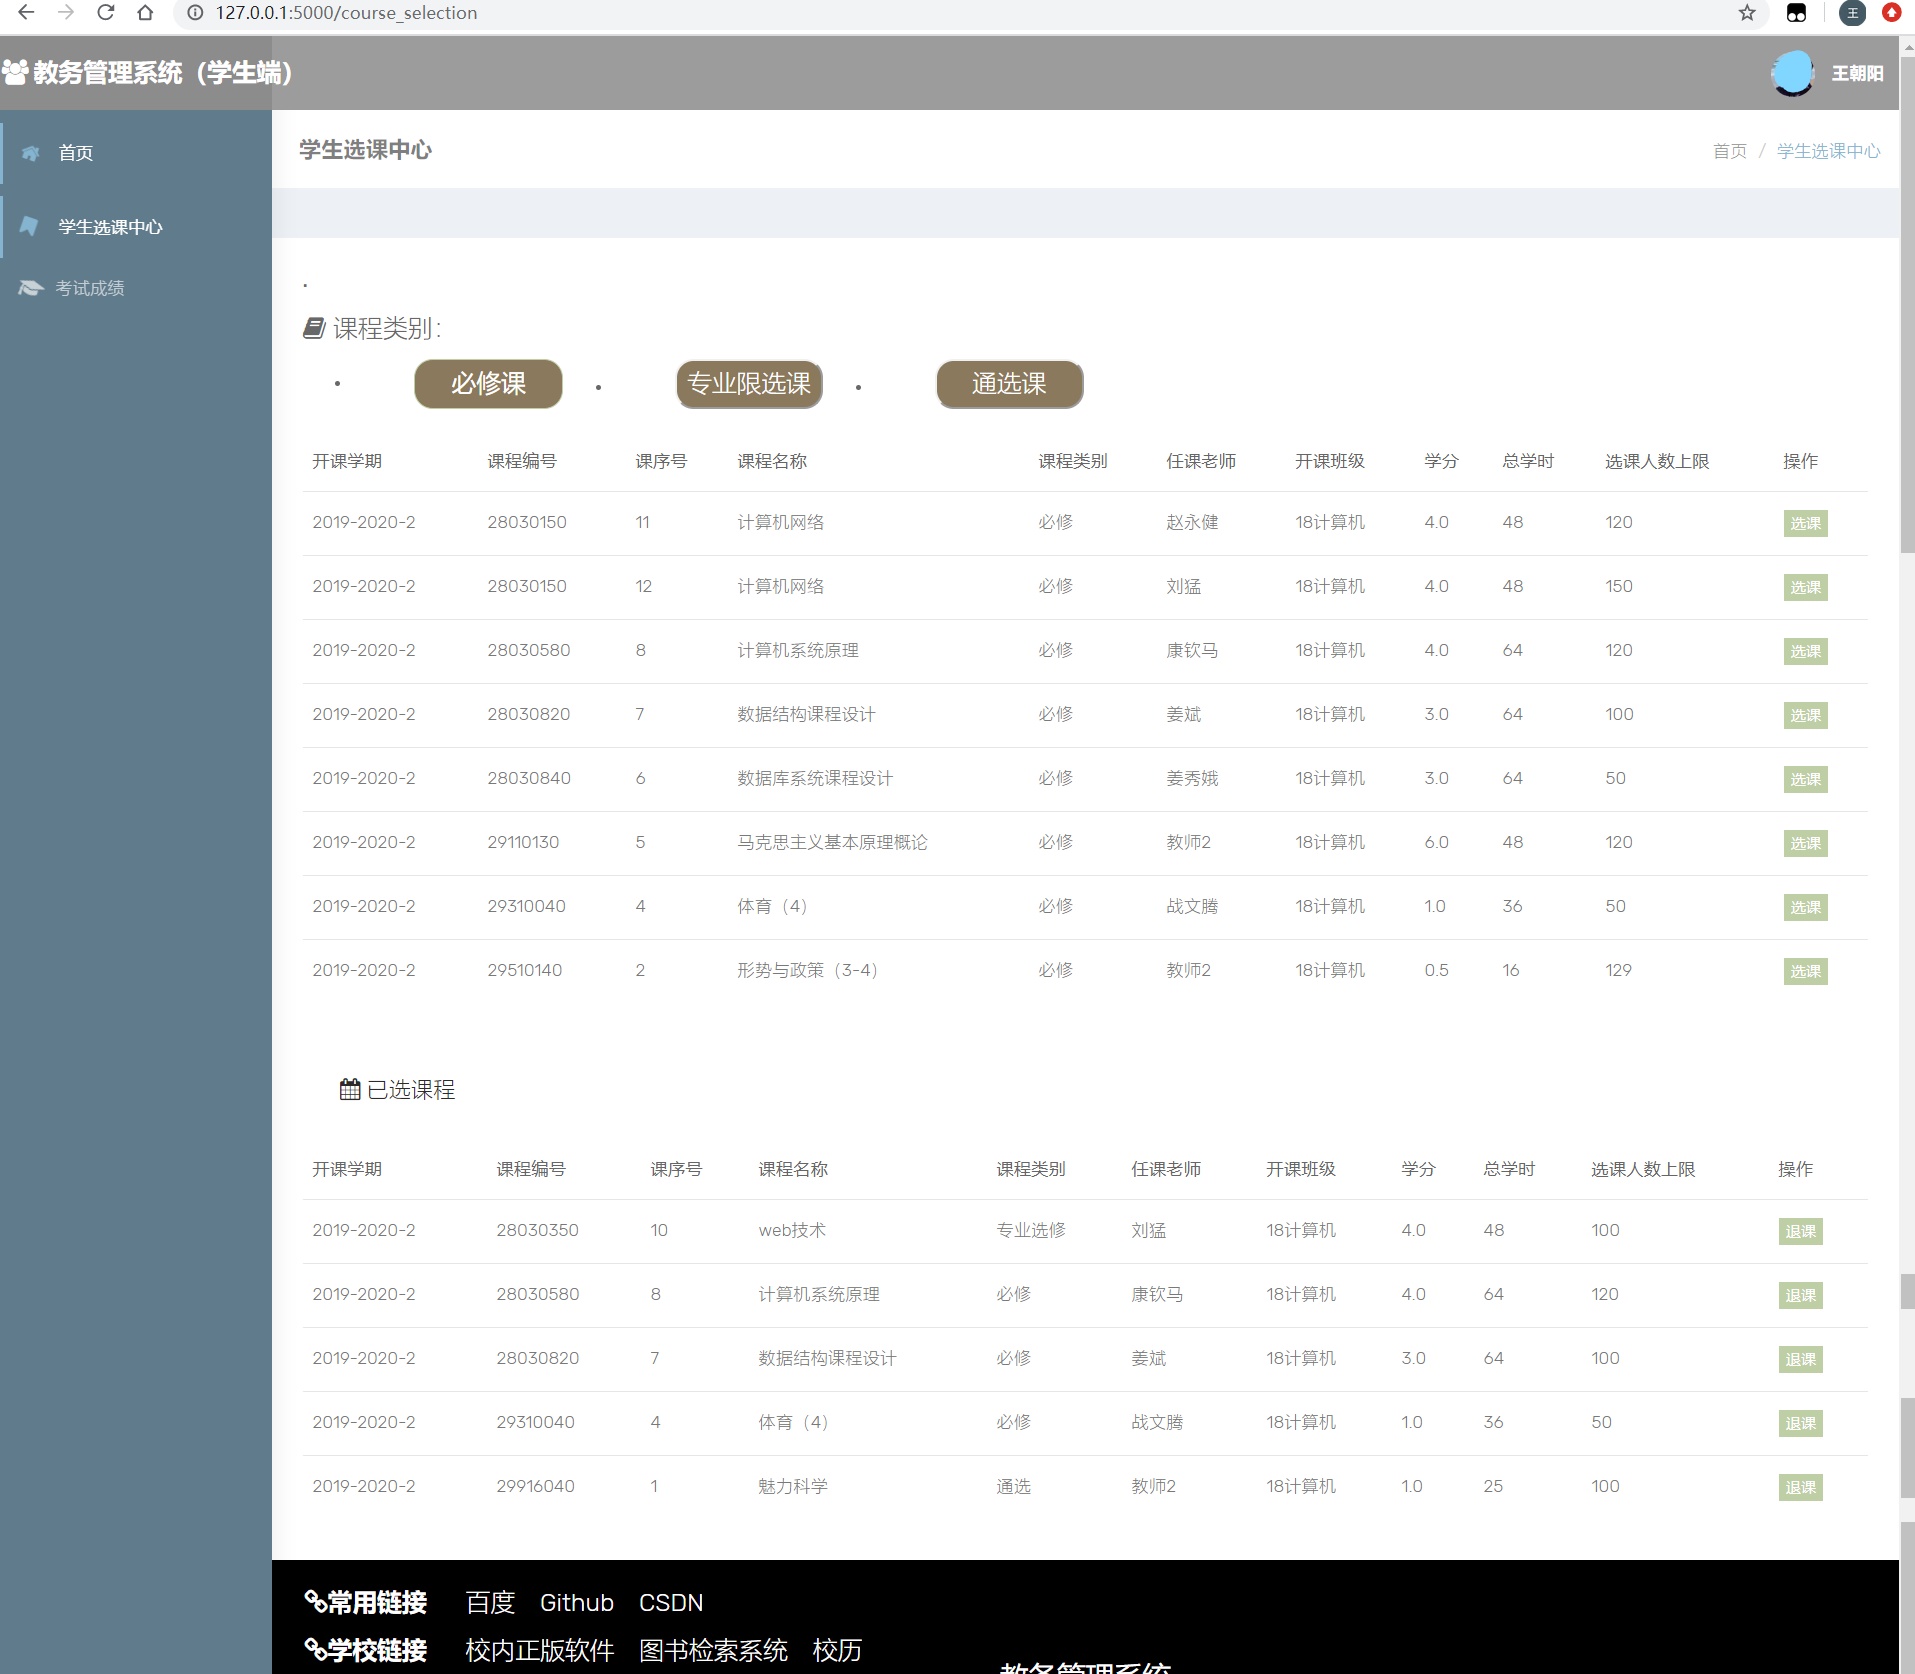 127.0.0.1:5000/course_selection
王
教务管理系统（学生端）
王朝阳
首页
学生选课中心
考试成绩
学生选课中心
首页 / 学生选课中心
课程类别：
必修课 专业限选课 通选课
开课学期 课程编号 课序号 课程名称 课程类别 任课老师 开课班级 学分 总学时 选课人数上限 操作
2019-2020-2 28030150 11 计算机网络 必修 赵永健 18计算机 4.0 48 120 选课
2019-2020-2 28030150 12 计算机网络 必修 刘猛 18计算机 4.0 48 150 选课
2019-2020-2 28030580 8 计算机系统原理 必修 康钦马 18计算机 4.0 64 120 选课
2019-2020-2 28030820 7 数据结构课程设计 必修 姜斌 18计算机 3.0 64 100 选课
2019-2020-2 28030840 6 数据库系统课程设计 必修 姜秀娥 18计算机 3.0 64 50 选课
2019-2020-2 29110130 5 马克思主义基本原理概论 必修 教师2 18计算机 6.0 48 120 选课
2019-2020-2 29310040 4 体育（4） 必修 战文腾 18计算机 1.0 36 50 选课
2019-2020-2 29510140 2 形势与政策（3-4） 必修 教师2 18计算机 0.5 16 129 选课
已选课程
开课学期 课程编号 课序号 课程名称 课程类别 任课老师 开课班级 学分 总学时 选课人数上限 操作
2019-2020-2 28030350 10 web技术 专业选修 刘猛 18计算机 4.0 48 100 退课
2019-2020-2 28030580 8 计算机系统原理 必修 康钦马 18计算机 4.0 64 120 退课
2019-2020-2 28030820 7 数据结构课程设计 必修 姜斌 18计算机 3.0 64 100 退课
2019-2020-2 29310040 4 体育（4） 必修 战文腾 18计算机 1.0 36 50 退课
2019-2020-2 29916040 1 魅力科学 通选 教师2 18计算机 1.0 25 100 退课
常用链接 百度 Github CSDN
学校链接 校内正版软件 图书检索系统 校历
教务管理系统